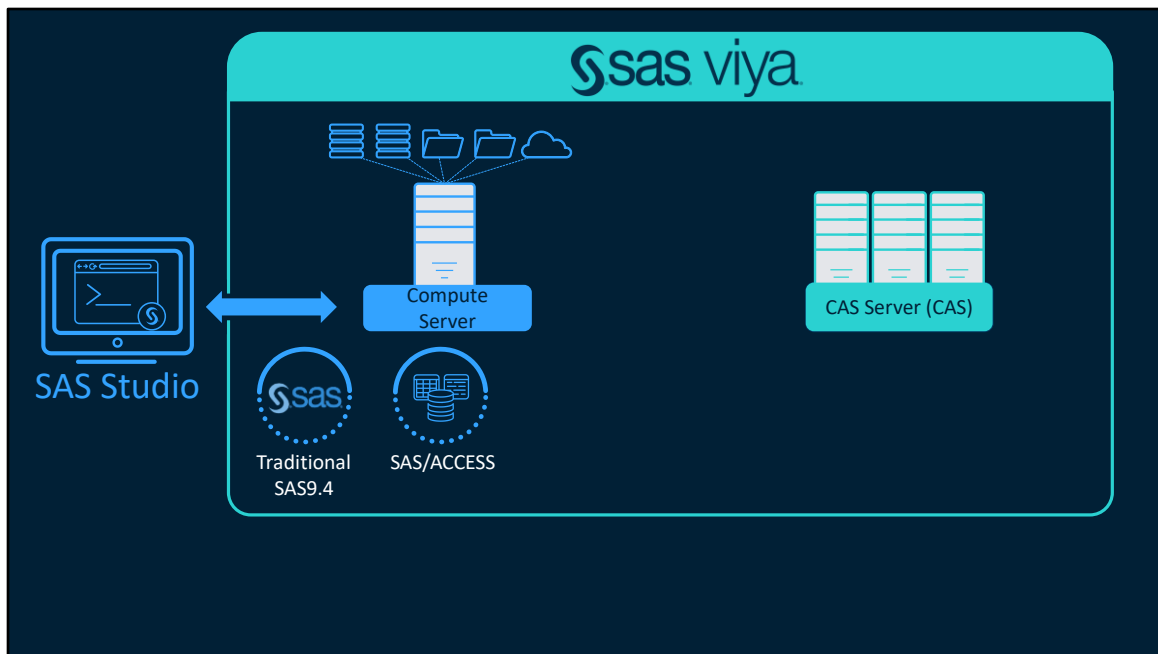 sas viya
Compute
Server
CAS Server (CAS)
SAS Studio
sas
Traditional
SAS9.4
SAS/ACCESS